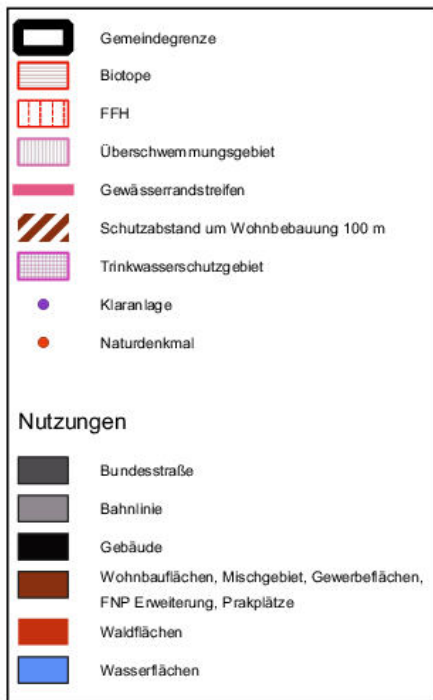 Gemeindegrenze
Biotope
FFH
Überschwemmungsgebiet
Gewässerrandstreifen
Schutzabstand um Wohnbebauung 100 m
Trinkwasserschutzgebiet
Klaranlage
Naturdenkmal
Nutzungen
Bundesstraße
Bahnlinie
Gebäude
Wohnbauflächen, Mischgebiet, Gewerbeflächen,
FNP Erweiterung, Prakplätze
Waldflächen
Wasserflächen